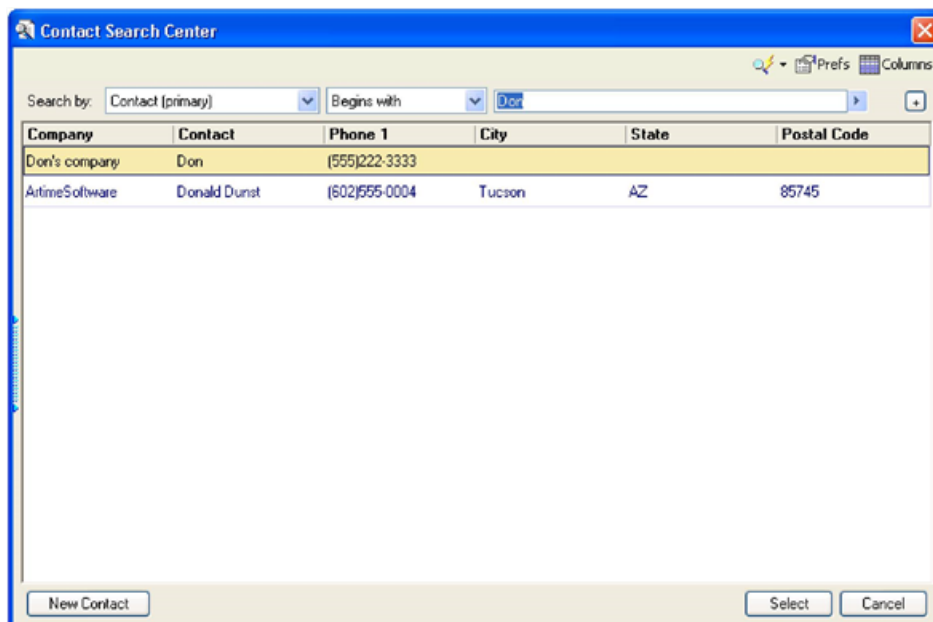 Contact Search Center
Prefs Columns
Search by: Contact (primary) Begins with Don +
Company Contact Phone 1 City State Postal Code
Don's company Don (555)222-3333
ArtimeSoftware Donald Dunst (602)555-0004 Tucson AZ 85745
New Contact Select Cancel